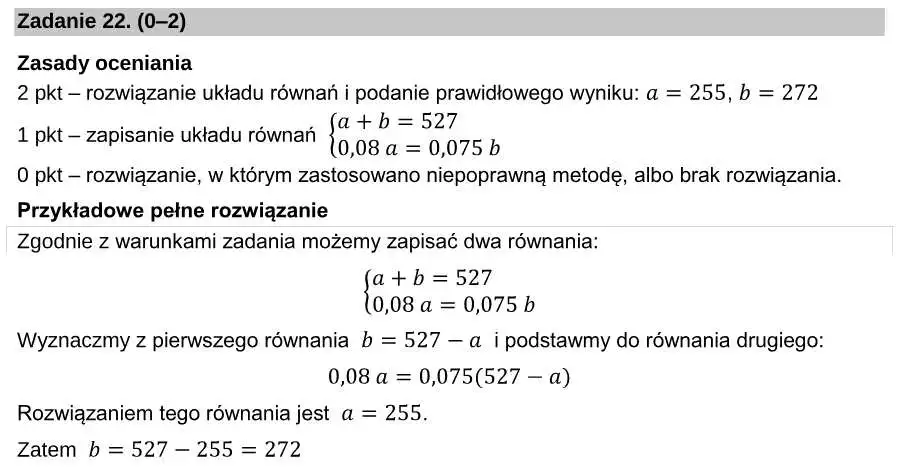 Zadanie 22. (0–2)
Zasady oceniania
2 pkt – rozwiązanie układu równań i podanie prawidłowego wyniku: a = 255, b = 272
1 pkt – zapisanie układu równań {a + b = 527
0,08 a = 0,075 b
0 pkt – rozwiązanie, w którym zastosowano niepoprawną metodę, albo brak rozwiązania.
Przykładowe pełne rozwiązanie
Zgodnie z warunkami zadania możemy zapisać dwa równania:
{a + b = 527
0,08 a = 0,075 b
Wyznaczmy z pierwszego równania b = 527 − a i podstawmy do równania drugiego:
0,08 a = 0,075(527 − a)
Rozwiązaniem tego równania jest a = 255.
Zatem b = 527 − 255 = 272